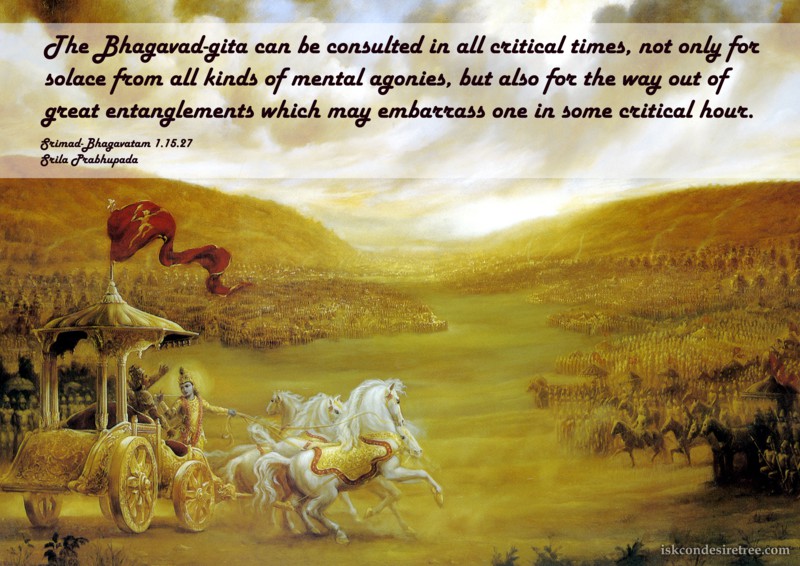 The Bhagavad-gita can be consulted in all critical times, not only for
solace from all kinds of mental agonies, but also for the way out of
great entanglements which may embarrass one in some critical hour.
Srimad-Bhagavatam 1.15.27
Srila Prabhupada
iskcondesiretree.com